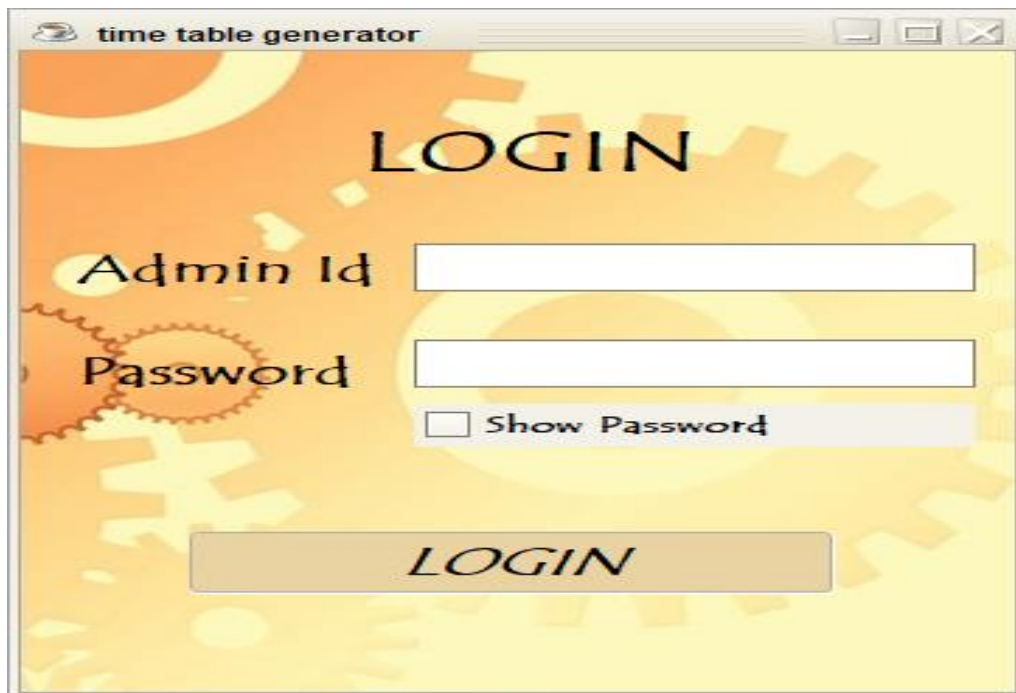 time table generator
LOGIN
Admin Id
Password
Show Password
LOGIN